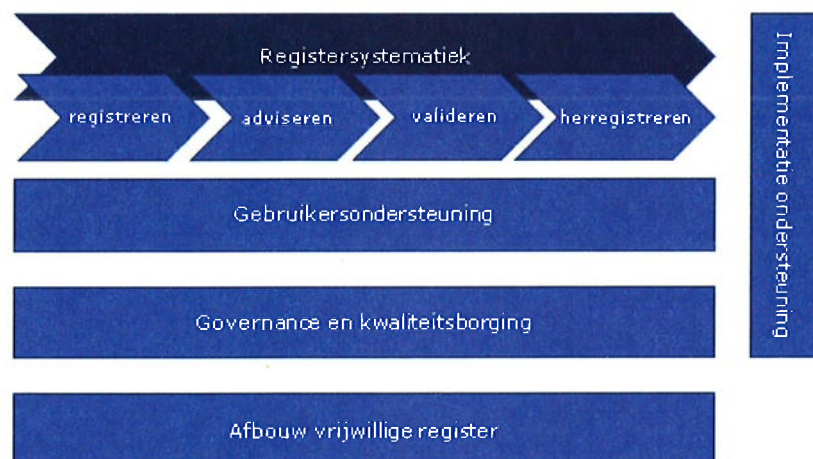 Registersystematiek
registreren
adviseren
valideren
herregistreren
Gebruikersondersteuning
Governance en kwaliteitsborging
Afbouw vrijwillige register
Implementatie ondersteuning